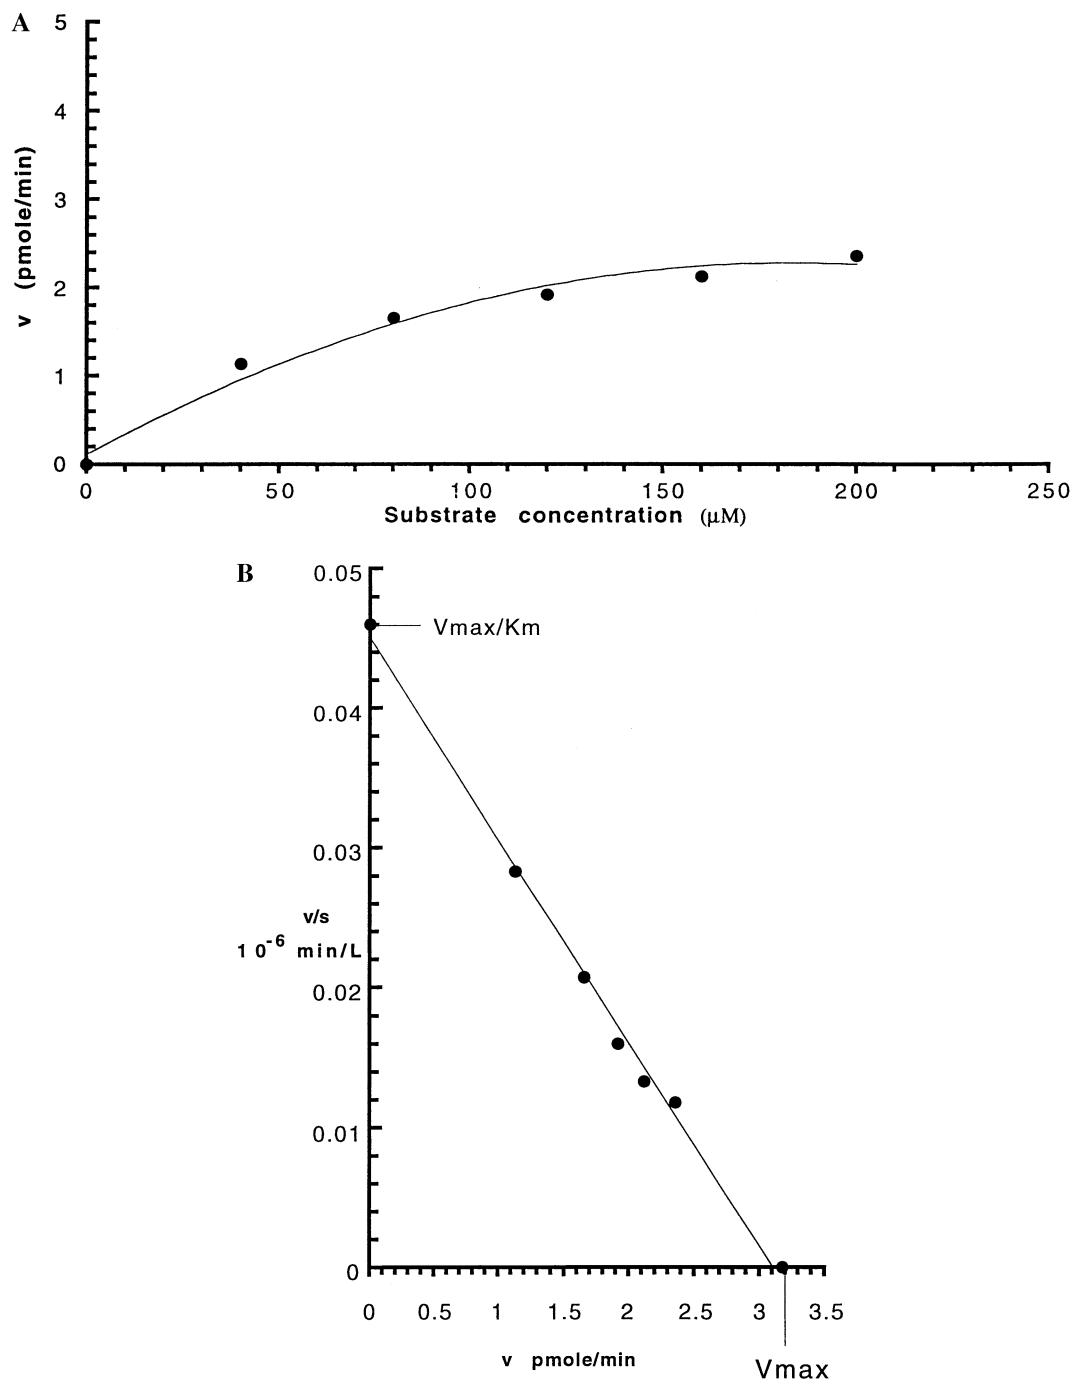 A
5
4
3
2
1
0
v (pmole/min)
0 50 100 150 200 250
Substrate concentration (μM)
B
0.05
Vmax/Km
0.04
0.03
v/s
10-6 min/L
0.02
0.01
0
0 0.5 1 1.5 2 2.5 3 3.5
v pmole/min
Vmax